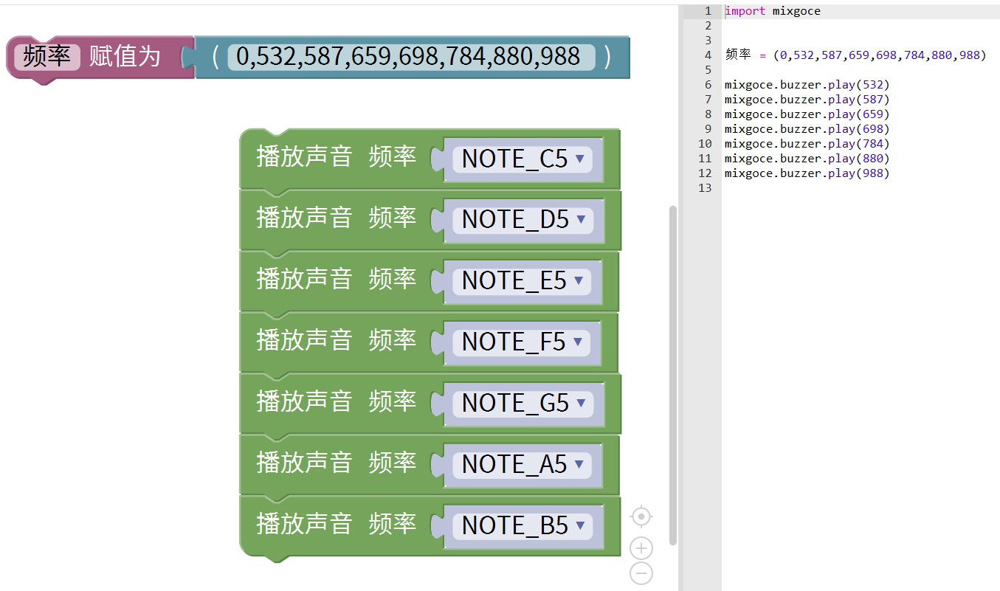 频率 赋值为 ( 0,532,587,659,698,784,880,988 )
播放声音 频率 NOTE_C5
播放声音 频率 NOTE_D5
播放声音 频率 NOTE_E5
播放声音 频率 NOTE_F5
播放声音 频率 NOTE_G5
播放声音 频率 NOTE_A5
播放声音 频率 NOTE_B5
1 import mixgoce
2
3
4 频率 = (0,532,587,659,698,784,880,988)
5
6 mixgoce.buzzer.play(532)
7 mixgoce.buzzer.play(587)
8 mixgoce.buzzer.play(659)
9 mixgoce.buzzer.play(698)
10 mixgoce.buzzer.play(784)
11 mixgoce.buzzer.play(880)
12 mixgoce.buzzer.play(988)
13